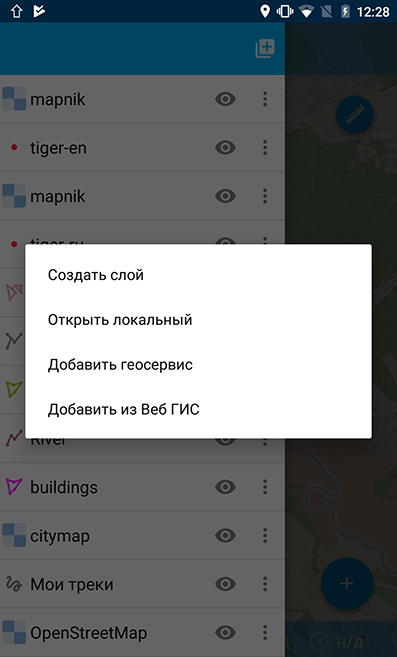 12:28
mapnik
tiger-en
mapnik
tiger-ru
Создать слой
Открыть локальный
Добавить геосервис
Добавить из Веб ГИС
River
buildings
citymap
Мои треки
OpenStreetMap
н/д